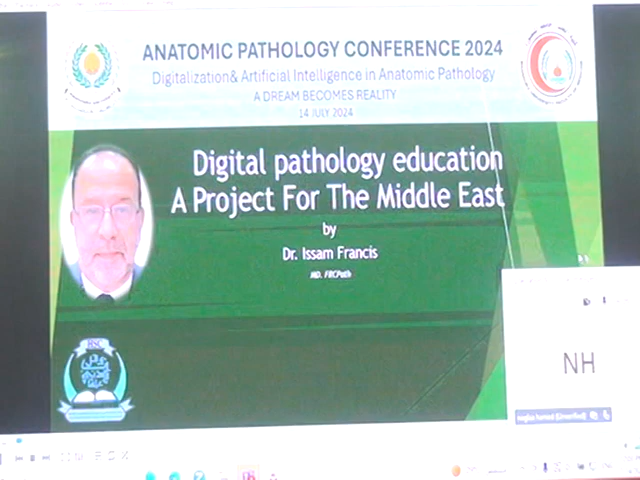 ANATOMIC PATHOLOGY CONFERENCE 2024
Digitalization& Artificial Intelligence in Anatomic Pathology
A DREAM BECOMES REALITY
14 JULY 2024
Digital pathology education
A Project For The Middle East
by
Dr. Issam Francis
MD. FRCPath
RSC
NH